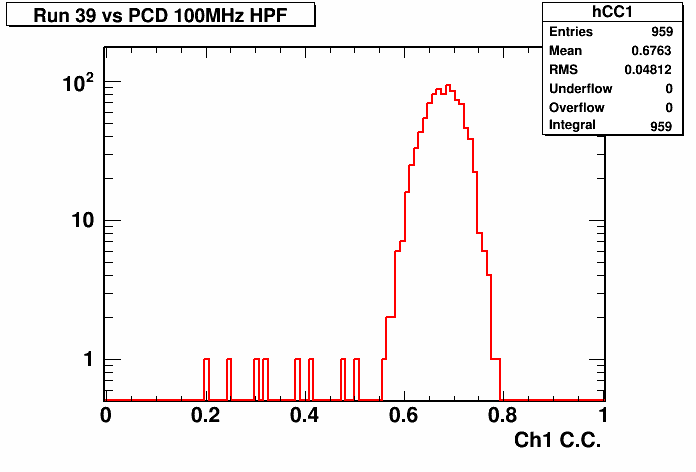 Run 39 vs PCD 100MHz HPF
hCC1
Entries 959
Mean 0.6763
RMS 0.04812
Underflow 0
Overflow 0
Integral 959
10²
10
1
0 0.2 0.4 0.6 0.8 1
Ch1 C.C.